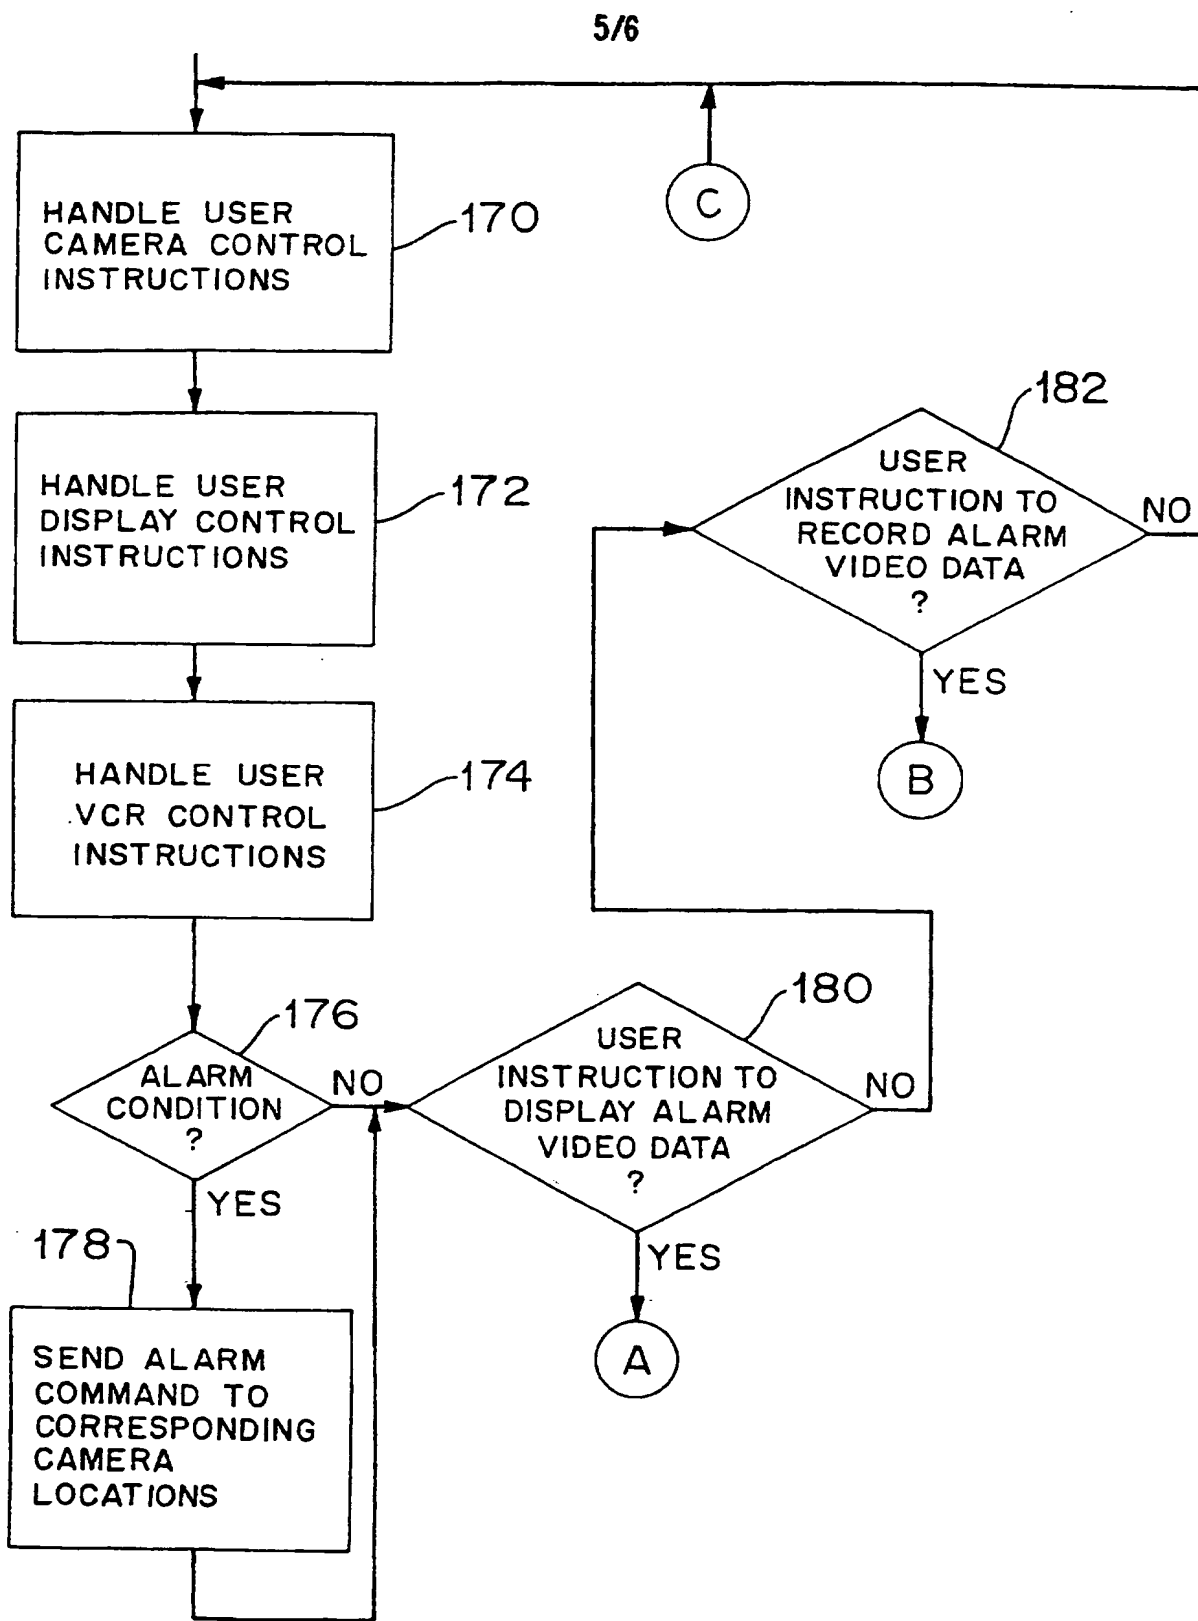 5/6
C
HANDLE USER
CAMERA CONTROL
INSTRUCTIONS
170
HANDLE USER
DISPLAY CONTROL
INSTRUCTIONS
172
HANDLE USER
VCR CONTROL
INSTRUCTIONS
174
ALARM
CONDITION
?
176
NO
YES
178
SEND ALARM
COMMAND TO
CORRESPONDING
CAMERA
LOCATIONS
USER
INSTRUCTION TO
DISPLAY ALARM
VIDEO DATA
?
180
NO
YES
A
USER
INSTRUCTION TO
RECORD ALARM
VIDEO DATA
?
182
NO
YES
B